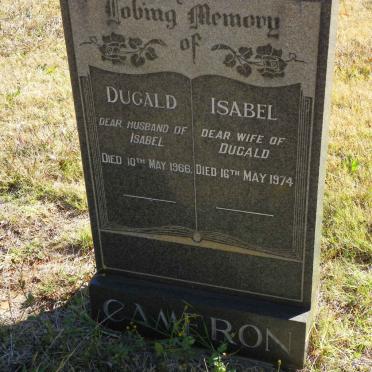 Loving Memory
of
DUGALD
DEAR HUSBAND OF
ISABEL
DIED 10TH MAY 1966.
ISABEL
DEAR WIFE OF
DUGALD
DIED 16TH MAY 1974
CAMERON